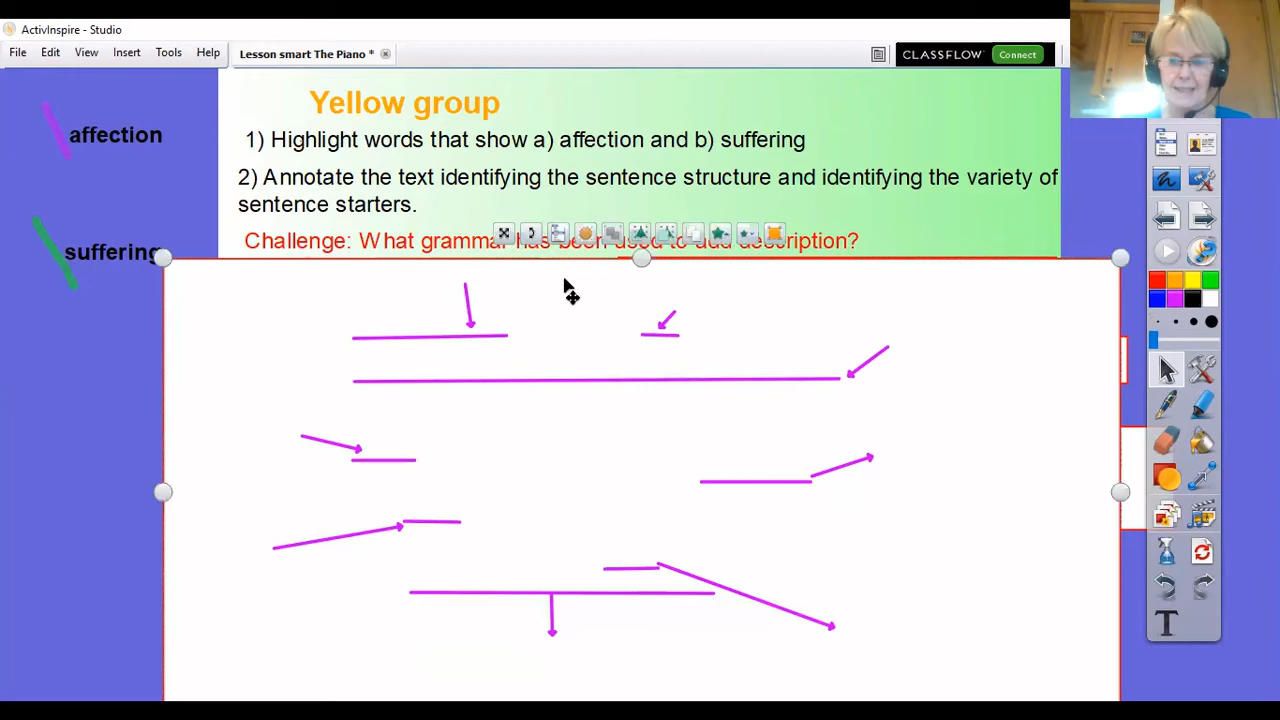 ActivInspire - Studio
File Edit View Insert Tools Help
Lesson smart The Piano *
CLASSFLOW Connect
Yellow group
affection
1) Highlight words that show a) affection and b) suffering
2) Annotate the text identifying the sentence structure and identifying the variety of
sentence starters.
suffering
Challenge: What grammar has been used to add description?
T